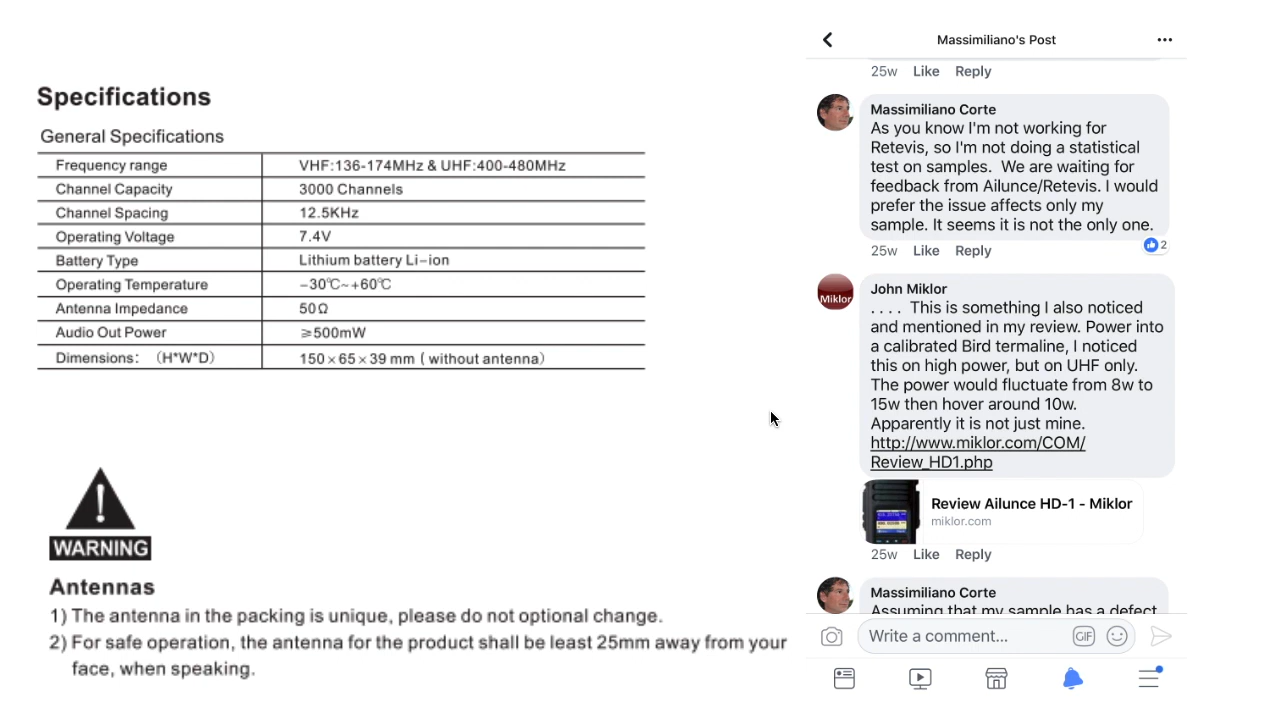 Specifications
General Specifications
Frequency range VHF:136-174MHz & UHF:400-480MHz
Channel Capacity 3000 Channels
Channel Spacing 12.5KHz
Operating Voltage 7.4V
Battery Type Lithium battery Li-ion
Operating Temperature -30℃~+60℃
Antenna Impedance 50Ω
Audio Out Power ≥500mW
Dimensions: (H*W*D) 150×65×39 mm ( without antenna)
WARNING
Antennas
1) The antenna in the packing is unique, please do not optional change.
2) For safe operation, the antenna for the product shall be least 25mm away from your
face, when speaking.
Massimiliano's Post
25w Like Reply
Massimiliano Corte
As you know I'm not working for
Retevis, so I'm not doing a statistical
test on samples. We are waiting for
feedback from Ailunce/Retevis. I would
prefer the issue affects only my
sample. It seems it is not the only one.
25w Like Reply 2
Miklor
John Miklor
. . . . This is something I also noticed
and mentioned in my review. Power into
a calibrated Bird termaline, I noticed
this on high power, but on UHF only.
The power would fluctuate from 8w to
15w then hover around 10w.
Apparently it is not just mine.
http://www.miklor.com/COM/
Review_HD1.php
Review Ailunce HD-1 - Miklor
miklor.com
25w Like Reply
Massimiliano Corte
Assuming that my sample has a defect
Write a comment...
GIF